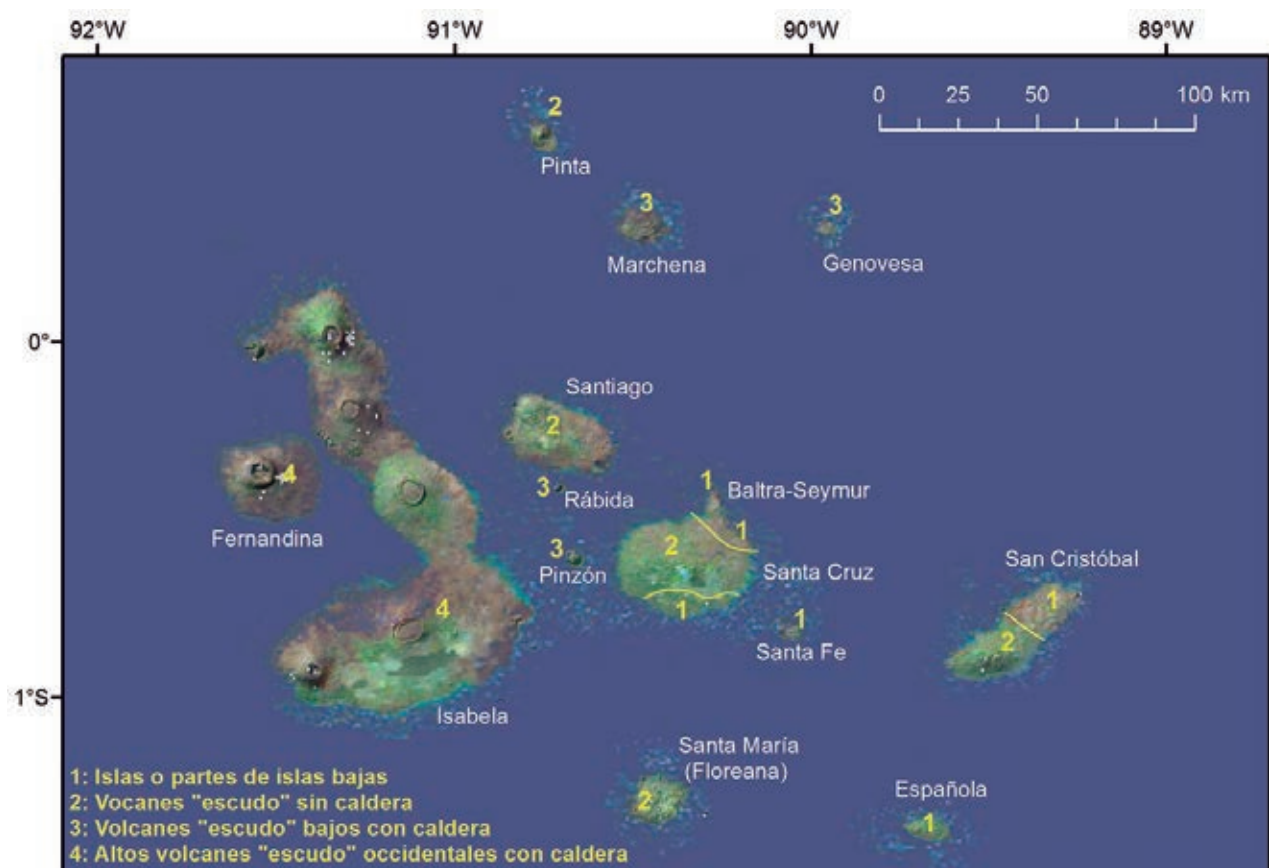 92°W 91°W 90°W 89°W
0 25 50 100 km
2
Pinta
3
Marchena
3
Genovesa
0°
Santiago
2
4
Fernandina
3
Rábida
1
Baltra-Seymur
1
2
3
Pinzón
Santa Cruz
1
San Cristóbal
1
2
4
1
Santa Fe
1°S
Isabela
Santa María
(Floreana)
2
Española
1
1: Islas o partes de islas bajas
2: Vocanes "escudo" sin caldera
3: Volcanes "escudo" bajos con caldera
4: Altos volcanes "escudo" occidentales con caldera